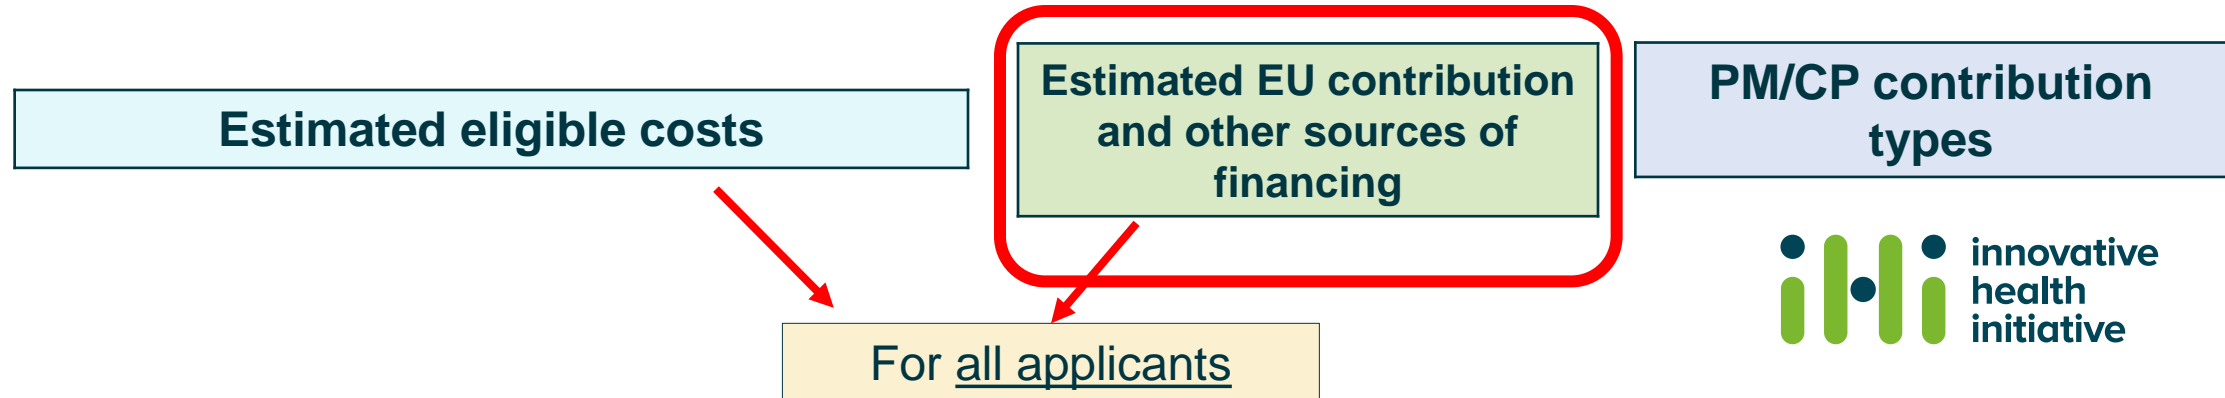 Estimated eligible costs
Estimated EU contribution
and other sources of
financing
PM/CP contribution
types
innovative
health
initiative
For all applicants